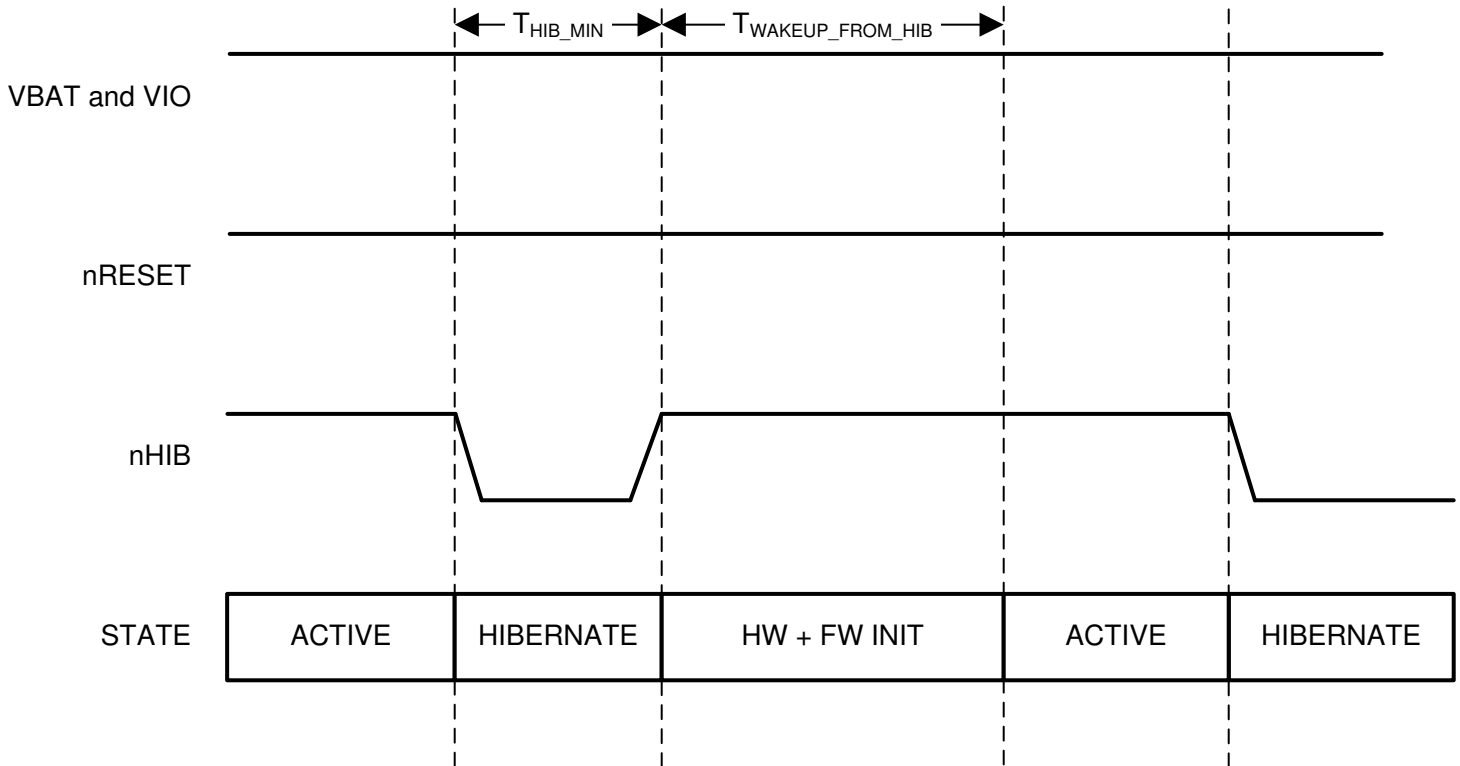 T_HIB_MIN T_WAKEUP_FROM_HIB
VBAT and VIO
nRESET
nHIB
STATE ACTIVE HIBERNATE HW + FW INIT ACTIVE HIBERNATE